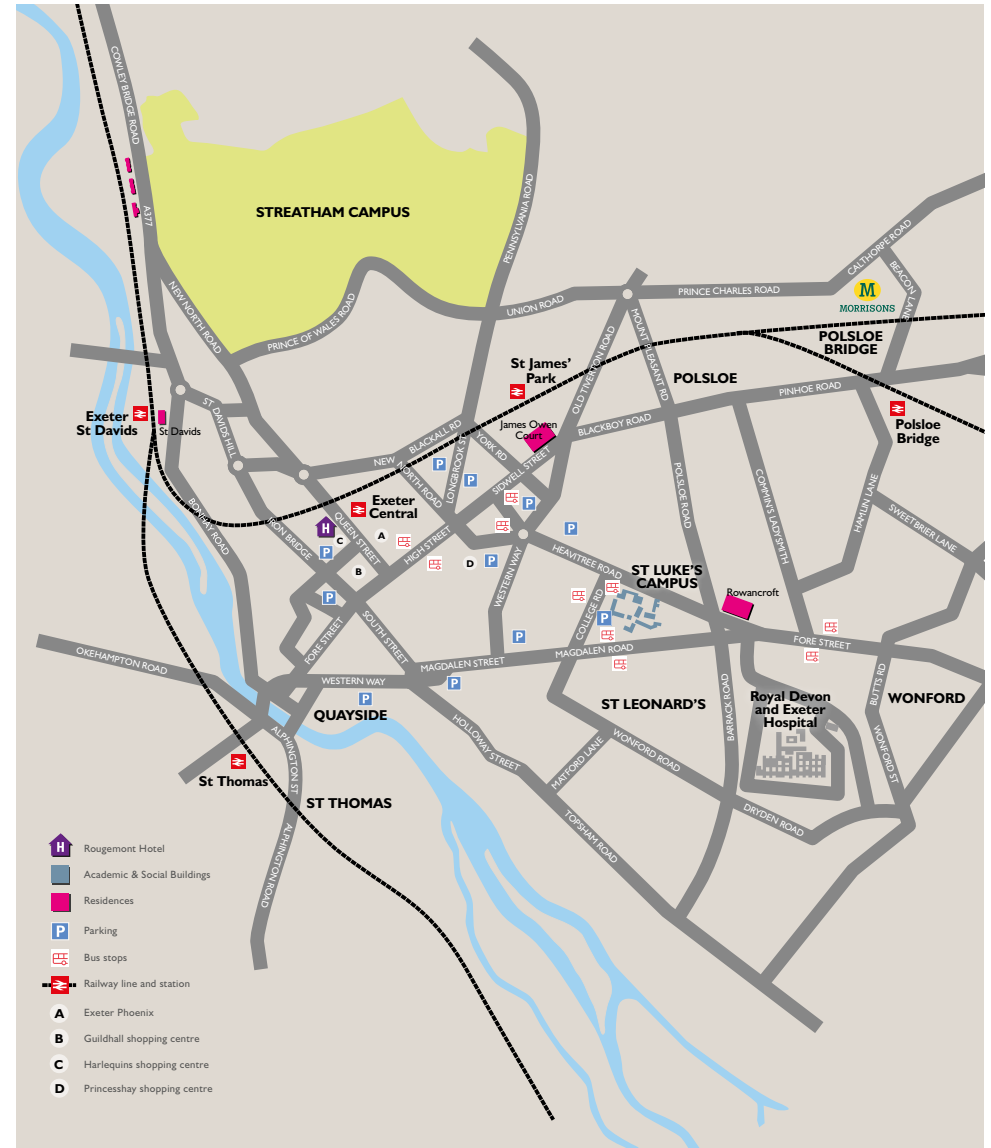 COWLEY BRIDGE ROAD
A377
STREATHAM CAMPUS
PENNSYLVANIA ROAD
CALTHORPE ROAD
BEACON LANE
M
MORRISONS
PRINCE CHARLES ROAD
UNION ROAD
NEW NORTH ROAD
PRINCE OF WALES ROAD
MOUNT PLEASANT RD
OLD TIVERTON ROAD
POLSLOE
BRIDGE
St James'
Park
POLSLOE
PINHOE ROAD
Polsloe
Bridge
Exeter
St Davids
St Davids
ST DAVIDS HILL
James Owen
Court
BLACKBOY ROAD
BLACKALL RD
YORK RD
NEW
NORTH ROAD
LONGBROOK ST
SIDWELL STREET
P
P
P
P
POLSLOE ROAD
COMMIN'S LADYSMITH
HAMLIN LANE
SWEETBRIER LANE
BONHAY ROAD
IRON BRIDGE
QUEEN STREET
Exeter
Central
H
C
A
P
B
HIGH STREET
D
P
WESTERN WAY
HEAVITREE ROAD
ST LUKE'S
CAMPUS
COLLEGE RD
P
Rowancroft
P
FORE STREET
SOUTH STREET
P
MAGDALEN STREET
MAGDALEN ROAD
FORE STREET
OKEHAMPTON ROAD
WESTERN WAY
P
P
QUAYSIDE
ST LEONARD'S
BARRACK ROAD
Royal Devon
and Exeter
Hospital
BUTTS RD
WONFORD
WONFORD ST
HOLLOWAY STREET
MATFORD LANE
WONFORD ROAD
DRYDEN ROAD
TOPSHAM ROAD
ALPHINGTON ST
St Thomas
ST THOMAS
ALPHINGTON ROAD
H Rougemont Hotel
Academic & Social Buildings
Residences
P Parking
Bus stops
Railway line and station
A Exeter Phoenix
B Guildhall shopping centre
C Harlequins shopping centre
D Princesshay shopping centre